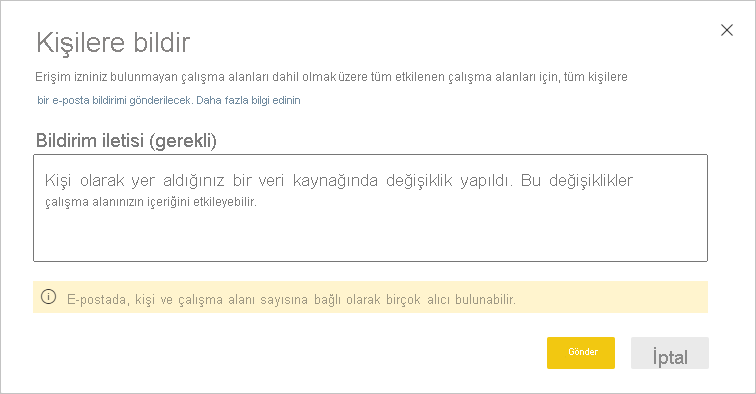 Kişilere bildir
Erişim izniniz bulunmayan çalışma alanları dahil olmak üzere tüm etkilenen çalışma alanları için, tüm kişilere
bir e-posta bildirimi gönderilecek. Daha fazla bilgi edinin
Bildirim iletisi (gerekli)
Kişi olarak yer aldığınız bir veri kaynağında değişiklik yapıldı. Bu değişiklikler
çalışma alanınızın içeriğini etkileyebilir.
E-postada, kişi ve çalışma alanı sayısına bağlı olarak birçok alıcı bulunabilir.
Gönder
İptal